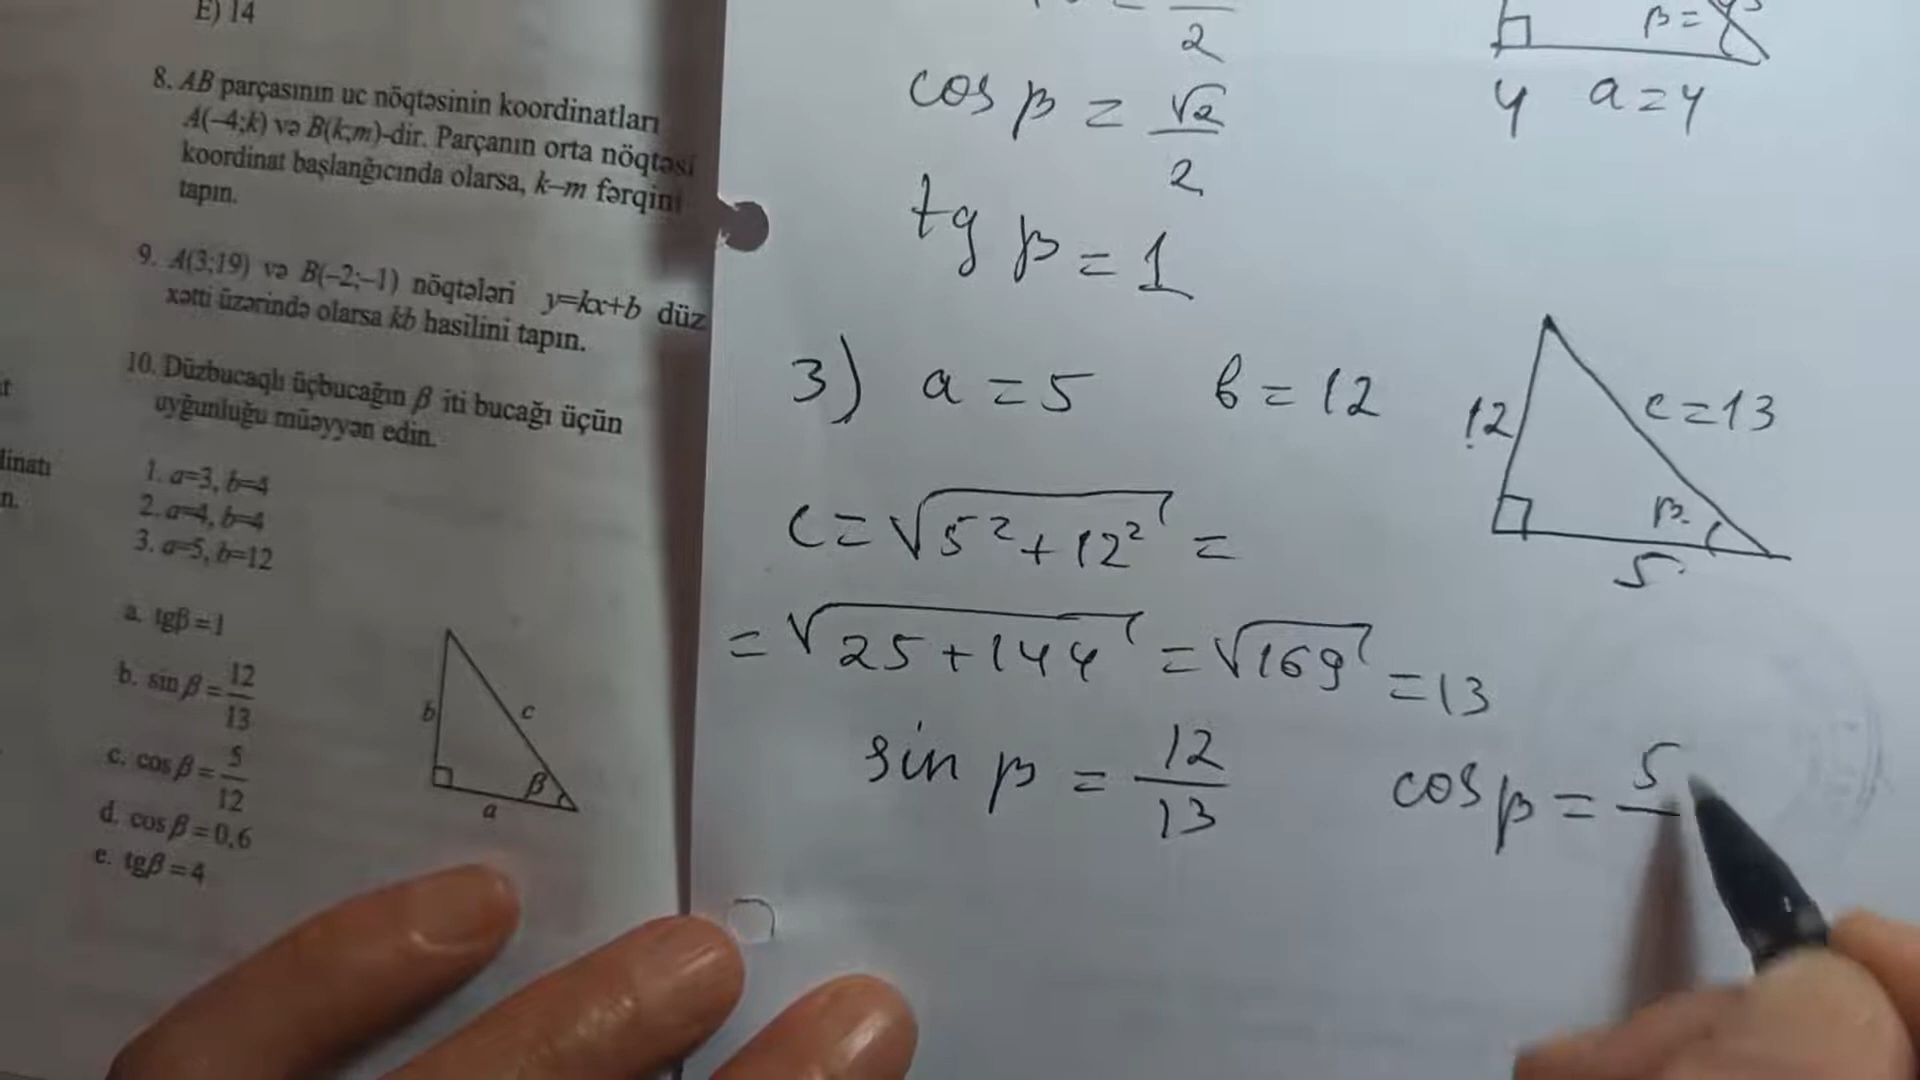 E) 14
8. AB parçasının uc nöqtəsinin koordinatları
A(–4;k) və B(k;m)-dir. Parçanın orta nöqtəsi
koordinat başlanğıcında olarsa, k–m fərqini
tapın.
9. A(3;19) və B(–2;–1) nöqtələri y=kx+b düz
xətti üzərində olarsa kb hasilini tapın.
10. Düzbucaqlı üçbucağın β iti bucağı üçün
uyğunluğu müəyyən edin.
1. a=3, b=4
2. a=4, b=4
3. a=5, b=12
a. tgβ=1
b. sinβ=12/13
c. cosβ=5/12
d. cosβ=0,6
e. tgβ=4
b
c
β
a
2
cos β = √2/2
tg β = 1
β =
4 a=4
3) a=5 b=12
c=√5²+12² =
=√25+144 =√169 =13
sin β = 12/13 cos β = 5
12
c=13
β
5